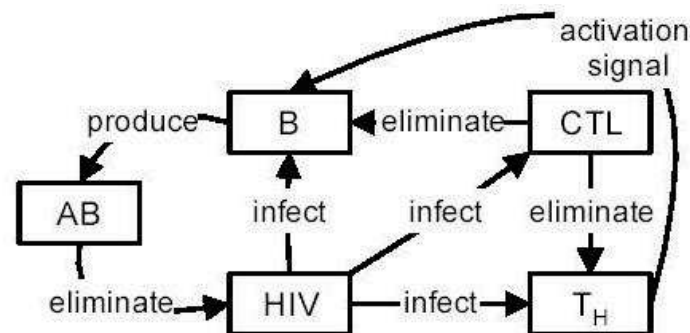 activation
signal
produce
B
eliminate
CTL
AB
infect
infect
eliminate
eliminate
HIV
infect
TH